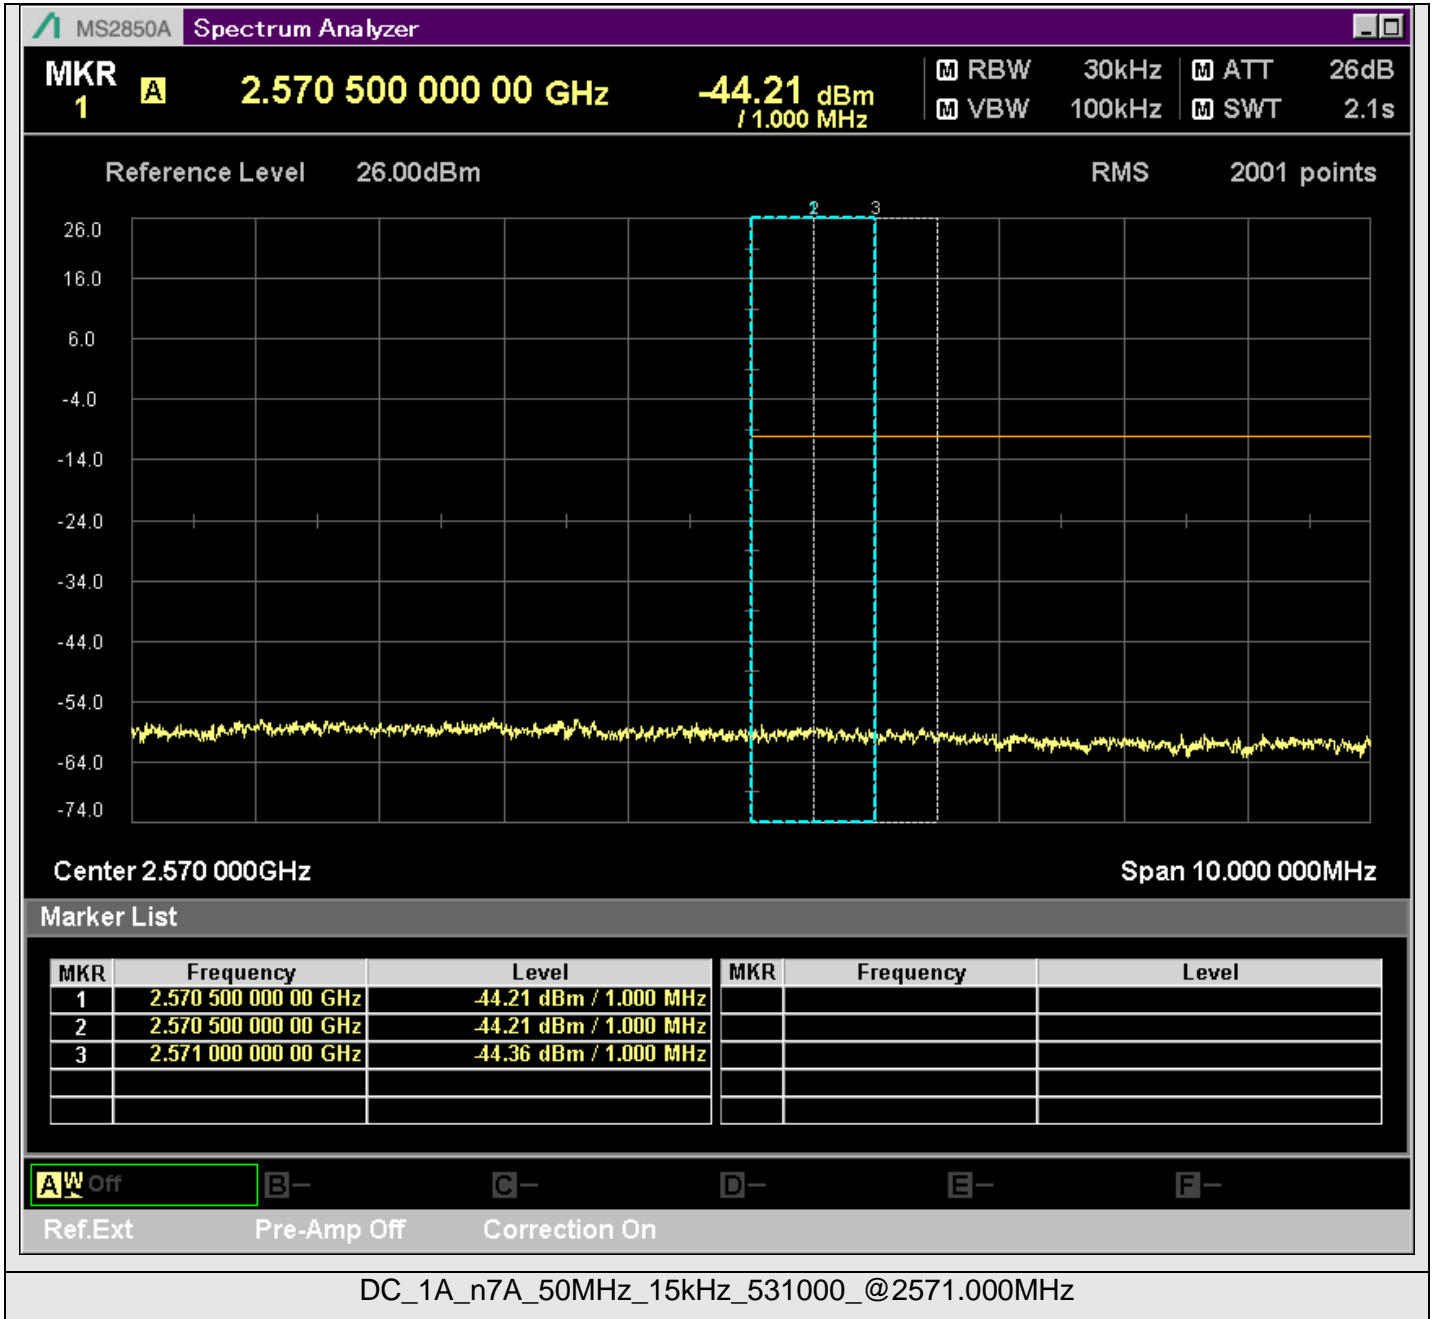 MS2850A Spectrum Analyzer
MKR 1 A 2.570 500 000 00 GHz -44.21 dBm / 1.000 MHz
M RBW 30kHz M ATT 26dB
M VBW 100kHz M SWT 2.1s
Reference Level 26.00dBm RMS 2001 points
2 3
26.0
16.0
6.0
-4.0
-14.0
-24.0
-34.0
-44.0
-54.0
-64.0
-74.0
Center 2.570 000GHz Span 10.000 000MHz
Marker List
MKR Frequency Level MKR Frequency Level
1 2.570 500 000 00 GHz -44.21 dBm / 1.000 MHz
2 2.570 500 000 00 GHz -44.21 dBm / 1.000 MHz
3 2.571 000 000 00 GHz -44.36 dBm / 1.000 MHz
A W Off B – C – D – E – F –
Ref.Ext Pre-Amp Off Correction On
DC_1A_n7A_50MHz_15kHz_531000_@2571.000MHz